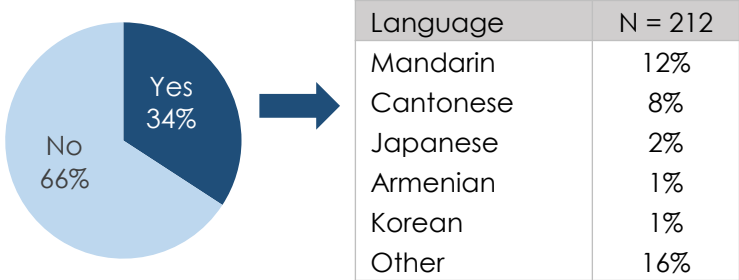 Yes
34%
No
66%
Language N = 212
Mandarin 12%
Cantonese 8%
Japanese 2%
Armenian 1%
Korean 1%
Other 16%